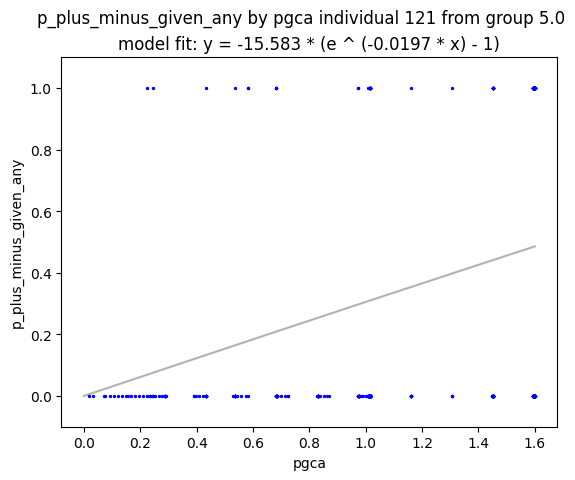 p_plus_minus_given_any by pgca individual 121 from group 5.0
model fit: y = -15.583 * (e ^ (-0.0197 * x) - 1)
1.0
0.8
0.6
0.4
0.2
0.0
p_plus_minus_given_any
0.0 0.2 0.4 0.6 0.8 1.0 1.2 1.4 1.6
pgca